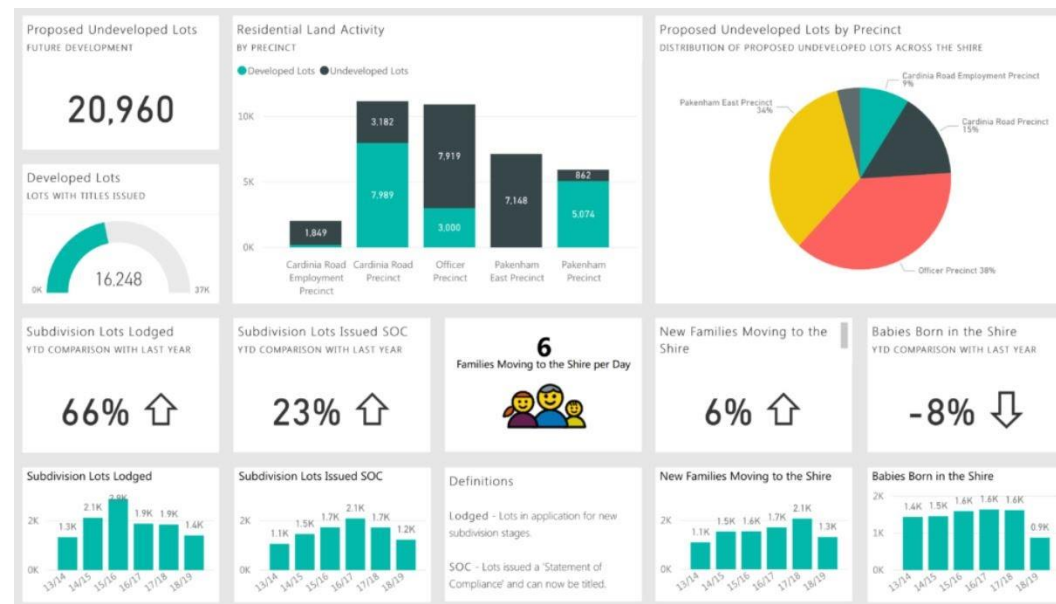 Proposed Undeveloped Lots
FUTURE DEVELOPMENT
20,960
Developed Lots
LOTS WITH TITLES ISSUED
16,248
0K
37K
Residential Land Activity
BY PRECINCT
Developed Lots Undeveloped Lots
10K
5K
0K
1,849
3,182
7,989
7,919
3,000
7,148
862
5,074
Cardinia Road
Employment
Precinct
Cardinia Road
Precinct
Officer
Precinct
Pakenham
East Precinct
Pakenham
Precinct
Proposed Undeveloped Lots by Precinct
DISTRIBUTION OF PROPOSED UNDEVELOPED LOTS ACROSS THE SHIRE
Cardinia Road Employment Precinct
9%
Pakenham East Precinct
34%
Cardinia Road Precinct
15%
Officer Precinct 38%
Subdivision Lots Lodged
YTD COMPARISON WITH LAST YEAR
66%
Subdivision Lots Issued SOC
YTD COMPARISON WITH LAST YEAR
23%
6
Families Moving to the Shire per Day
New Families Moving to the
Shire
6%
Babies Born in the Shire
YTD COMPARISON WITH LAST YEAR
-8%
Subdivision Lots Lodged
2K
0K
1.3K
2.1K
2.8K
1.9K
1.9K
1.4K
13/14
14/15
15/16
16/17
17/18
18/19
Subdivision Lots Issued SOC
2K
0K
1.1K
1.5K
1.7K
2.1K
1.7K
1.2K
13/14
14/15
15/16
16/17
17/18
18/19
Definitions
Lodged - Lots in application for new
subdivision stages.
SOC - Lots issued a 'Statement of
Compliance' and can now be titled.
New Families Moving to the Shire
2K
0K
1.1K
1.5K
1.6K
1.7K
2.1K
1.3K
13/14
14/15
15/16
16/17
17/18
18/19
Babies Born in the Shire
2K
1K
0K
1.4K
1.5K
1.6K
1.6K
1.6K
0.9K
13/14
14/15
15/16
16/17
17/18
18/19